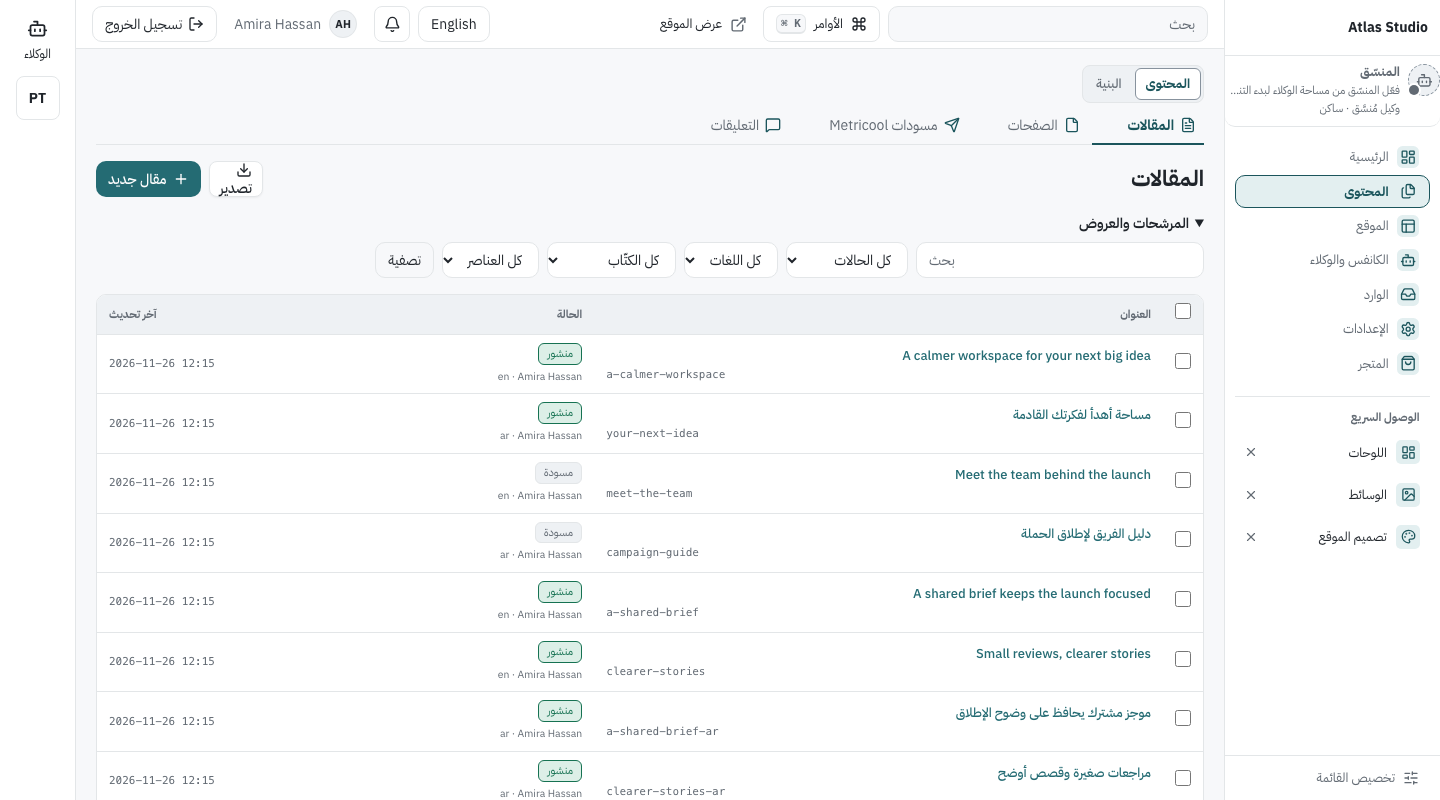 Atlas Studio
المنسّق
فعّل المنسّق من مساحة الوكلاء لبدء التنـ...
وكيل مُنسَّق · ساكن
الرئيسية
المحتوى
الموقع
الكانفس والوكلاء
الوارد
الإعدادات
المتجر
الوصول السريع
اللوحات
الوسائط
تصميم الموقع
تخصيص القائمة
بحث
الأوامر ⌘ K
عرض الموقع
English
AH Amira Hassan
تسجيل الخروج
الوكلاء
PT
المحتوى البنية
المقالات الصفحات مسودات Metricool التعليقات
المقالات
تصدير
مقال جديد
المرشحات والعروض
بحث كل الحالات كل اللغات كل الكتّاب كل العناصر تصفية
العنوان الحالة آخر تحديث
A calmer workspace for your next big idea
a-calmer-workspace
منشور
en · Amira Hassan
2026-11-26 12:15
مساحة أهدأ لفكرتك القادمة
your-next-idea
منشور
ar · Amira Hassan
2026-11-26 12:15
Meet the team behind the launch
meet-the-team
مسودة
en · Amira Hassan
2026-11-26 12:15
دليل الفريق لإطلاق الحملة
campaign-guide
مسودة
ar · Amira Hassan
2026-11-26 12:15
A shared brief keeps the launch focused
a-shared-brief
منشور
en · Amira Hassan
2026-11-26 12:15
Small reviews, clearer stories
clearer-stories
منشور
en · Amira Hassan
2026-11-26 12:15
موجز مشترك يحافظ على وضوح الإطلاق
a-shared-brief-ar
منشور
ar · Amira Hassan
2026-11-26 12:15
مراجعات صغيرة وقصص أوضح
clearer-stories-ar
منشور
ar · Amira Hassan
2026-11-26 12:15